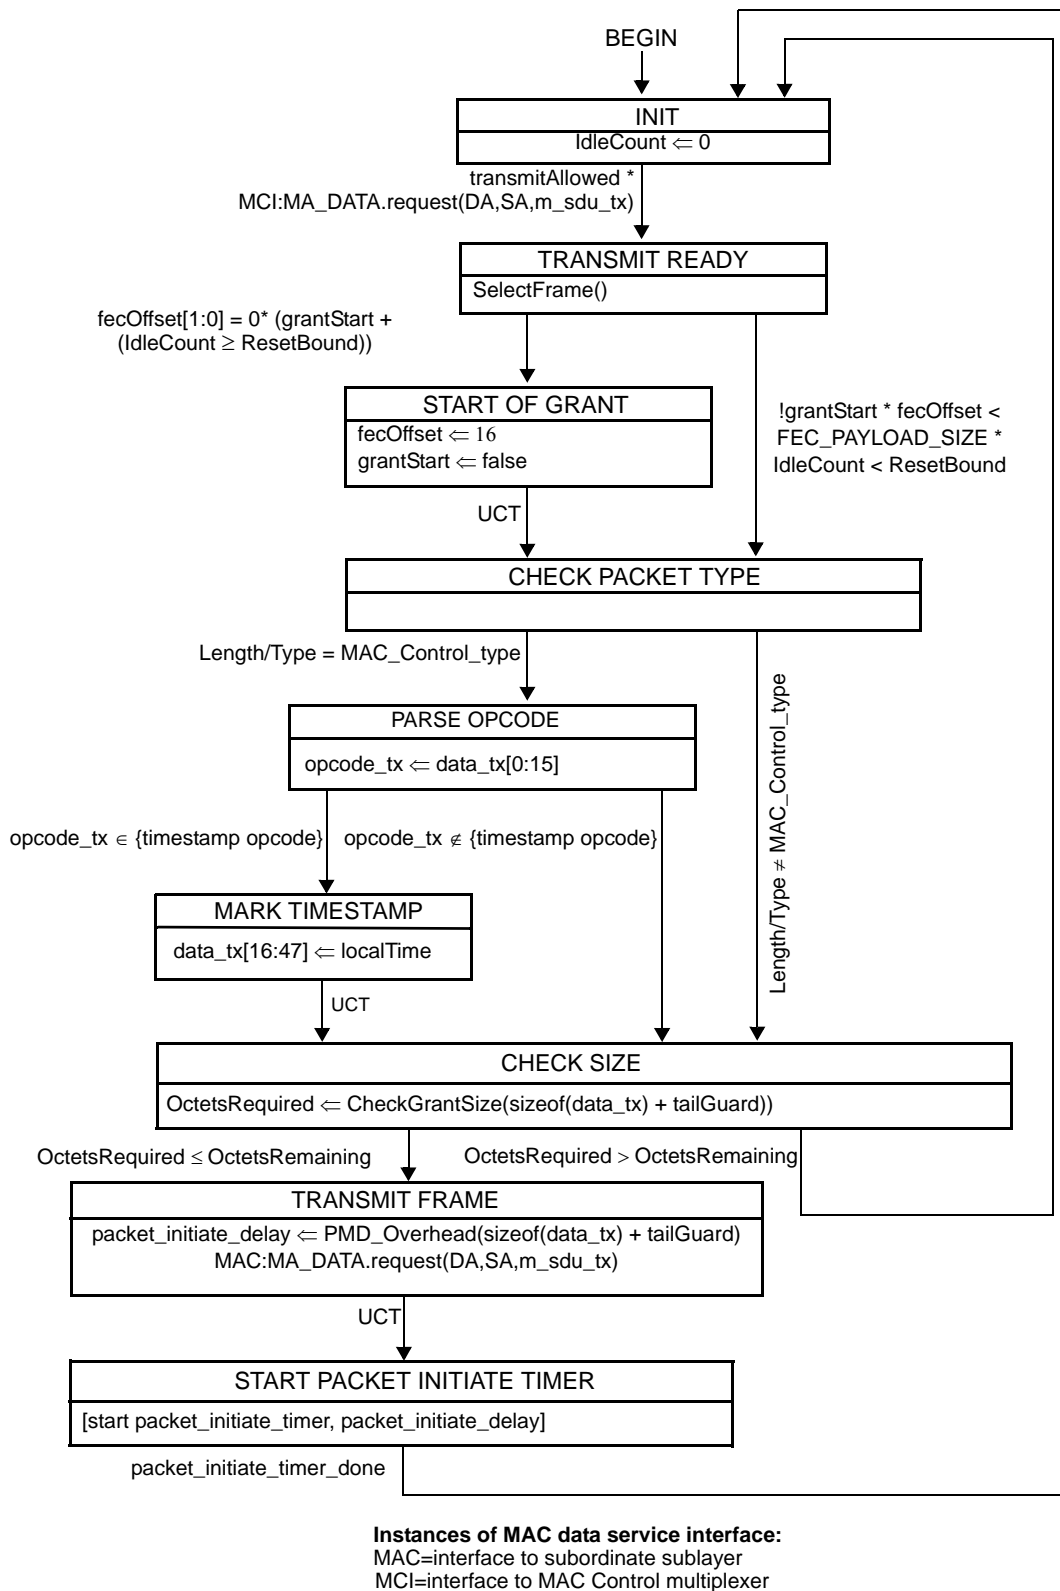 BEGIN
INIT
IdleCount ⇐ 0
transmitAllowed *
MCI:MA_DATA.request(DA,SA,m_sdu_tx)
TRANSMIT READY
SelectFrame()
fecOffset[1:0] = 0* (grantStart +
(IdleCount ≥ ResetBound))
START OF GRANT
fecOffset ⇐ 16
grantStart ⇐ false
!grantStart * fecOffset <
FEC_PAYLOAD_SIZE *
IdleCount < ResetBound
UCT
CHECK PACKET TYPE
Length/Type = MAC_Control_type
Length/Type ≠ MAC_Control_type
PARSE OPCODE
opcode_tx ⇐ data_tx[0:15]
opcode_tx ∈ {timestamp opcode}
opcode_tx ∉ {timestamp opcode}
MARK TIMESTAMP
data_tx[16:47] ⇐ localTime
UCT
CHECK SIZE
OctetsRequired ⇐ CheckGrantSize(sizeof(data_tx) + tailGuard))
OctetsRequired ≤ OctetsRemaining
OctetsRequired > OctetsRemaining
TRANSMIT FRAME
packet_initiate_delay ⇐ PMD_Overhead(sizeof(data_tx) + tailGuard)
MAC:MA_DATA.request(DA,SA,m_sdu_tx)
UCT
START PACKET INITIATE TIMER
[start packet_initiate_timer, packet_initiate_delay]
packet_initiate_timer_done
Instances of MAC data service interface:
MAC=interface to subordinate sublayer
MCI=interface to MAC Control multiplexer